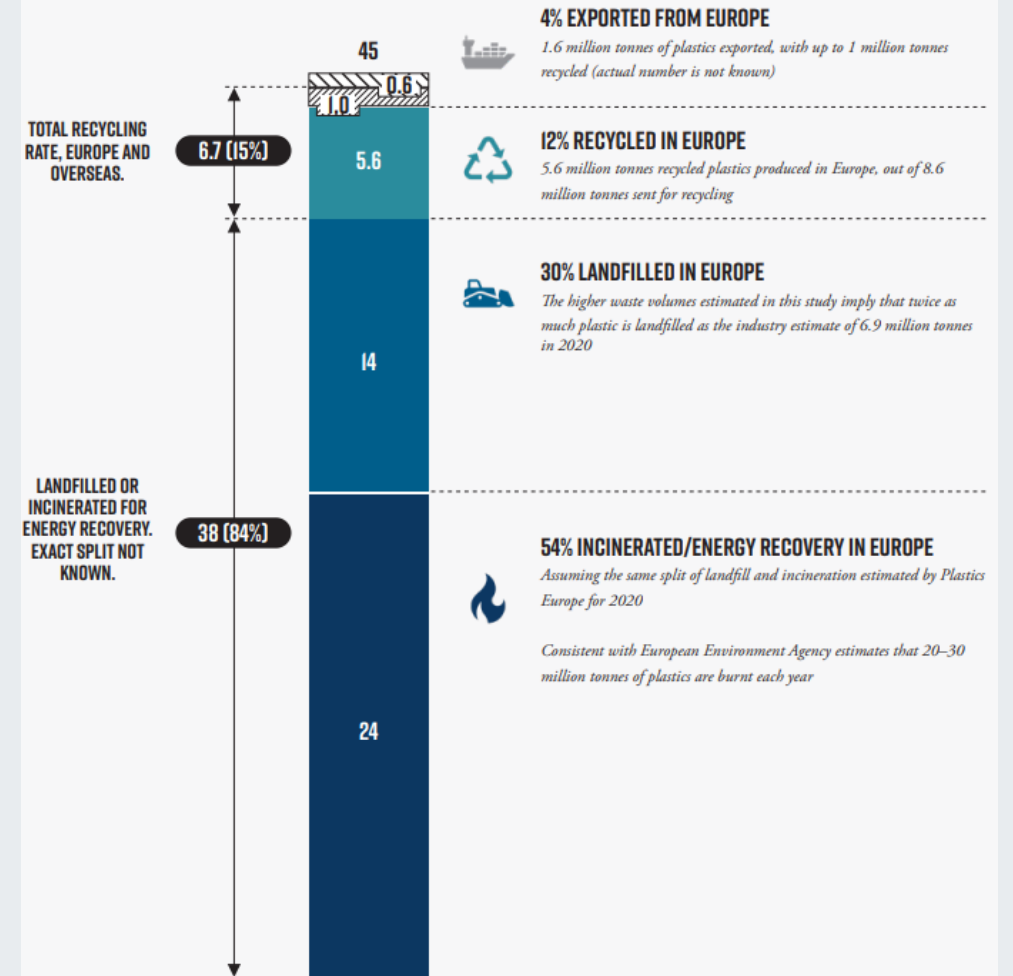 4% EXPORTED FROM EUROPE
1.6 million tonnes of plastics exported, with up to 1 million tonnes
recycled (actual number is not known)
45
0.6
1.0
TOTAL RECYCLING
RATE, EUROPE AND
OVERSEAS.
6.7 (15%)
5.6
12% RECYCLED IN EUROPE
5.6 million tonnes recycled plastics produced in Europe, out of 8.6
million tonnes sent for recycling
30% LANDFILLED IN EUROPE
The higher waste volumes estimated in this study imply that twice as
much plastic is landfilled as the industry estimate of 6.9 million tonnes
in 2020
14
LANDFILLED OR
INCINERATED FOR
ENERGY RECOVERY.
EXACT SPLIT NOT
KNOWN.
38 (84%)
54% INCINERATED/ENERGY RECOVERY IN EUROPE
Assuming the same split of landfill and incineration estimated by Plastics
Europe for 2020
Consistent with European Environment Agency estimates that 20–30
million tonnes of plastics are burnt each year
24